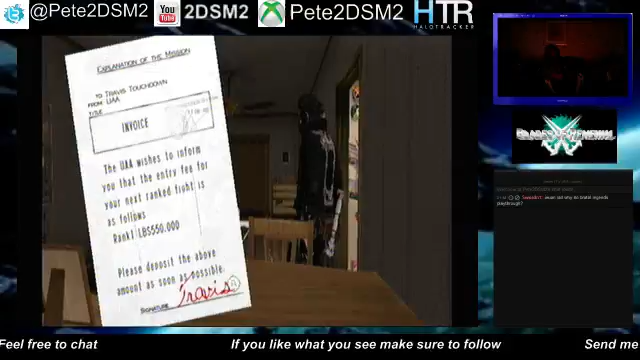 @Pete2DSM2
You Tube
2DSM2
Pete2DSM2
HTR
HALOTRACKER
EXPLANATION OF THE MISSION
TO TRAVIS TOUCHDOWN
FROM UAA
TITLE
INVOICE
The UAA wishes to inform
you that the entry fee for
your next ranked fight is
as follows
Rank1 LB$550.000
Please deposit the above
amount as soon as possible.
SIGNATURE Travis
Feel free to chat
If you like what you see make sure to follow
Send me